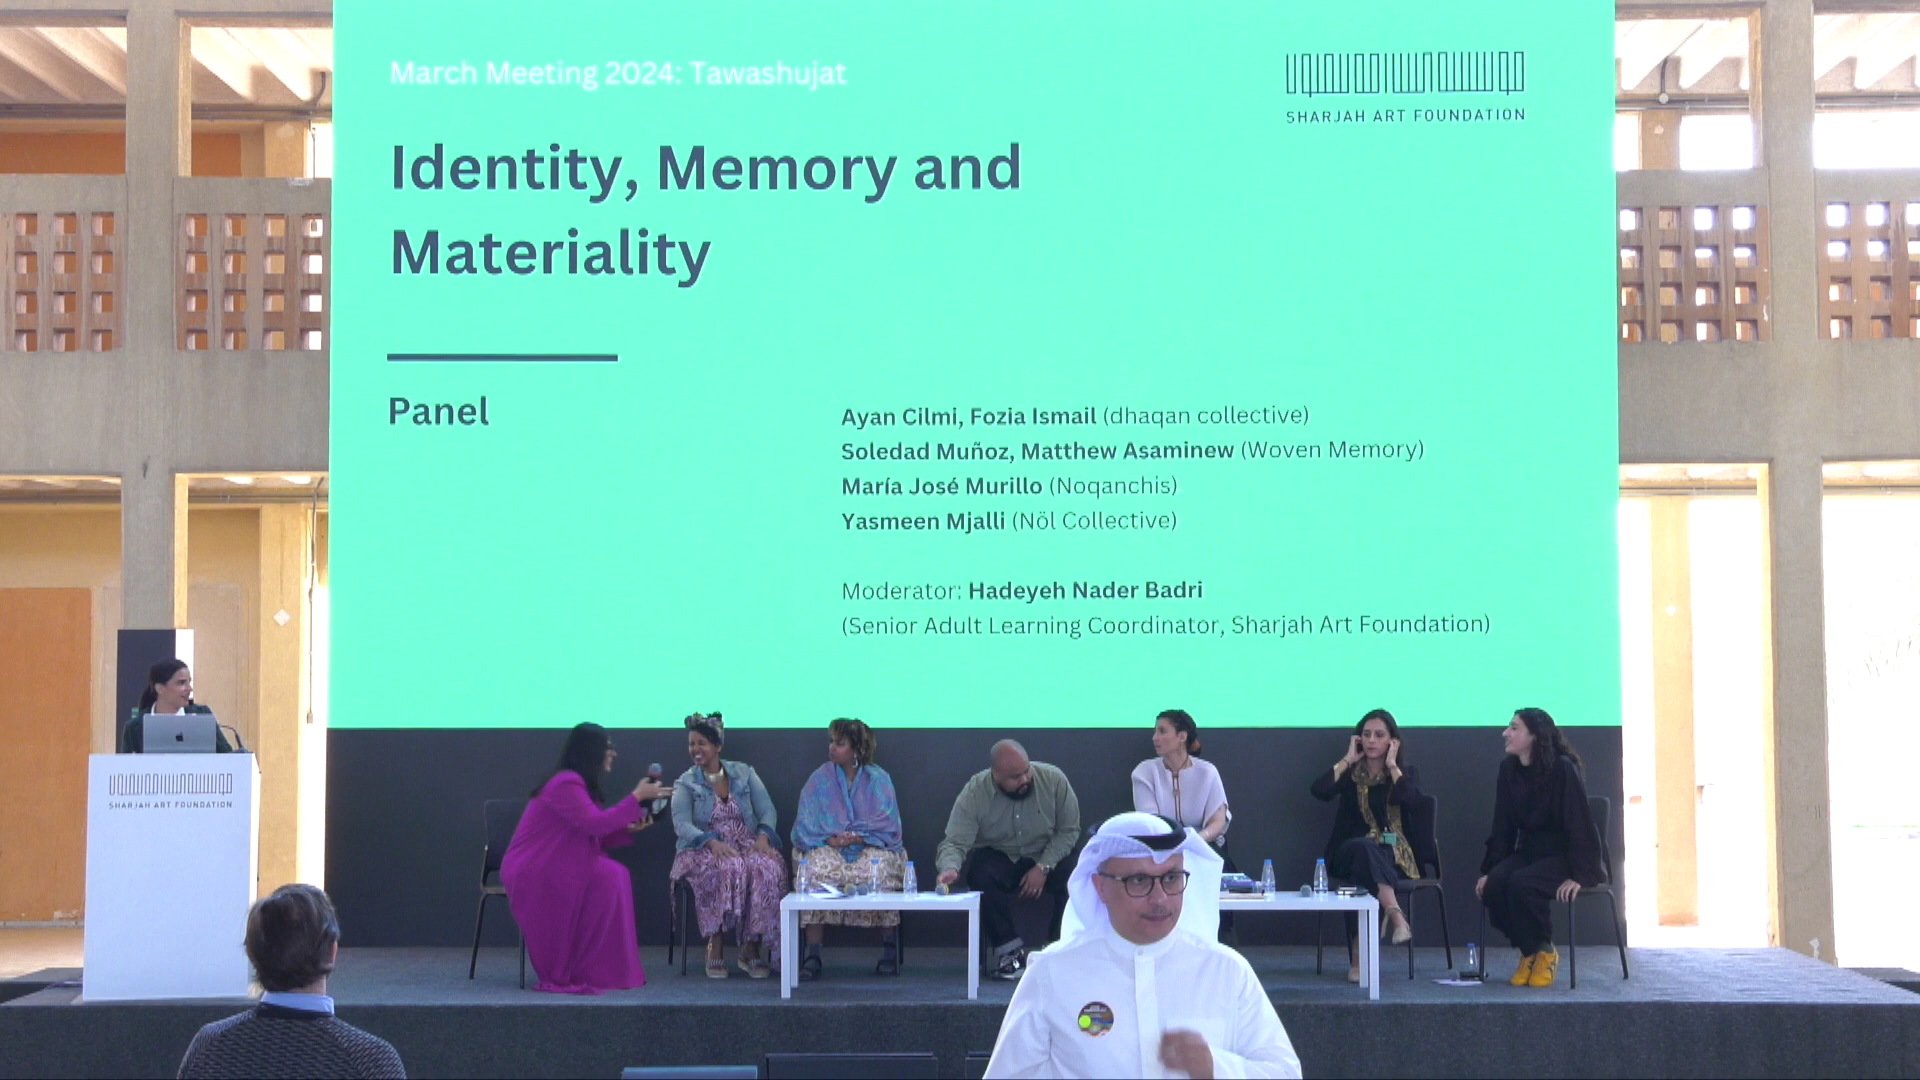 March Meeting 2024: Tawashujat
SHARJAH ART FOUNDATION
Identity, Memory and
Materiality
Panel
Ayan Cilmi, Fozia Ismail (dhaqan collective)
Soledad Muñoz, Matthew Asaminew (Woven Memory)
María José Murillo (Noqanchis)
Yasmeen Mjalli (Nöl Collective)
Moderator: Hadeyeh Nader Badri
(Senior Adult Learning Coordinator, Sharjah Art Foundation)
SHARJAH ART FOUNDATION